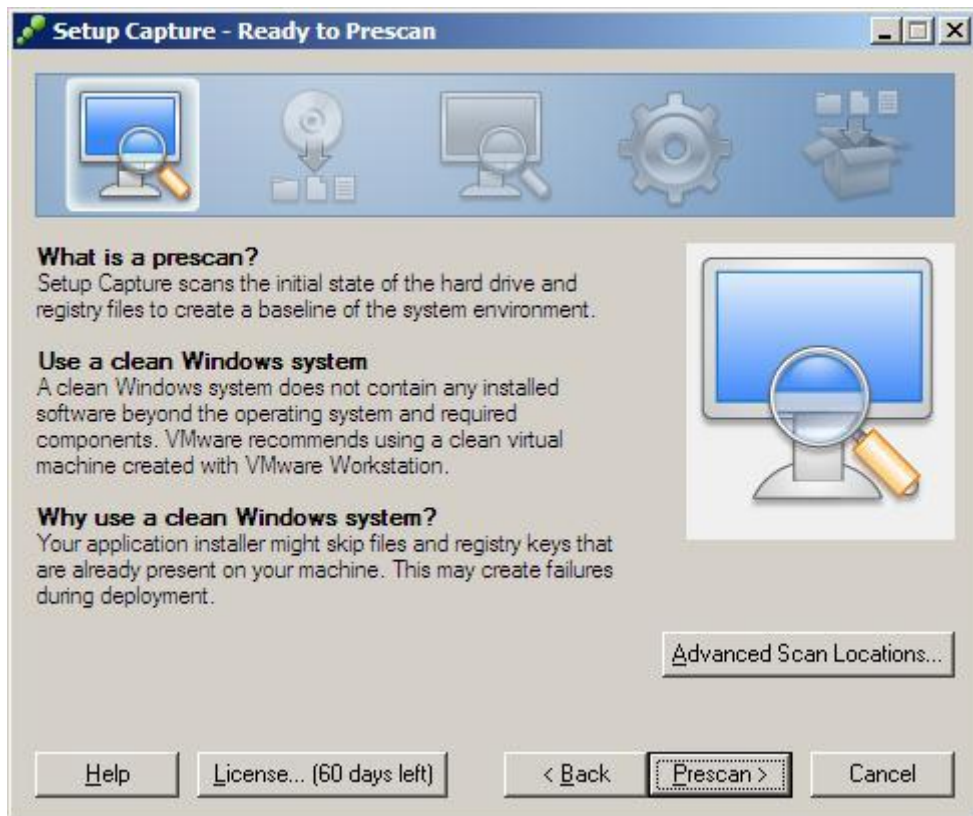 Setup Capture - Ready to Prescan
What is a prescan?
Setup Capture scans the initial state of the hard drive and
registry files to create a baseline of the system environment.
Use a clean Windows system
A clean Windows system does not contain any installed
software beyond the operating system and required
components. VMware recommends using a clean virtual
machine created with VMware Workstation.
Why use a clean Windows system?
Your application installer might skip files and registry keys that
are already present on your machine. This may create failures
during deployment.
Advanced Scan Locations...
Help
License... (60 days left)
< Back
Prescan >
Cancel